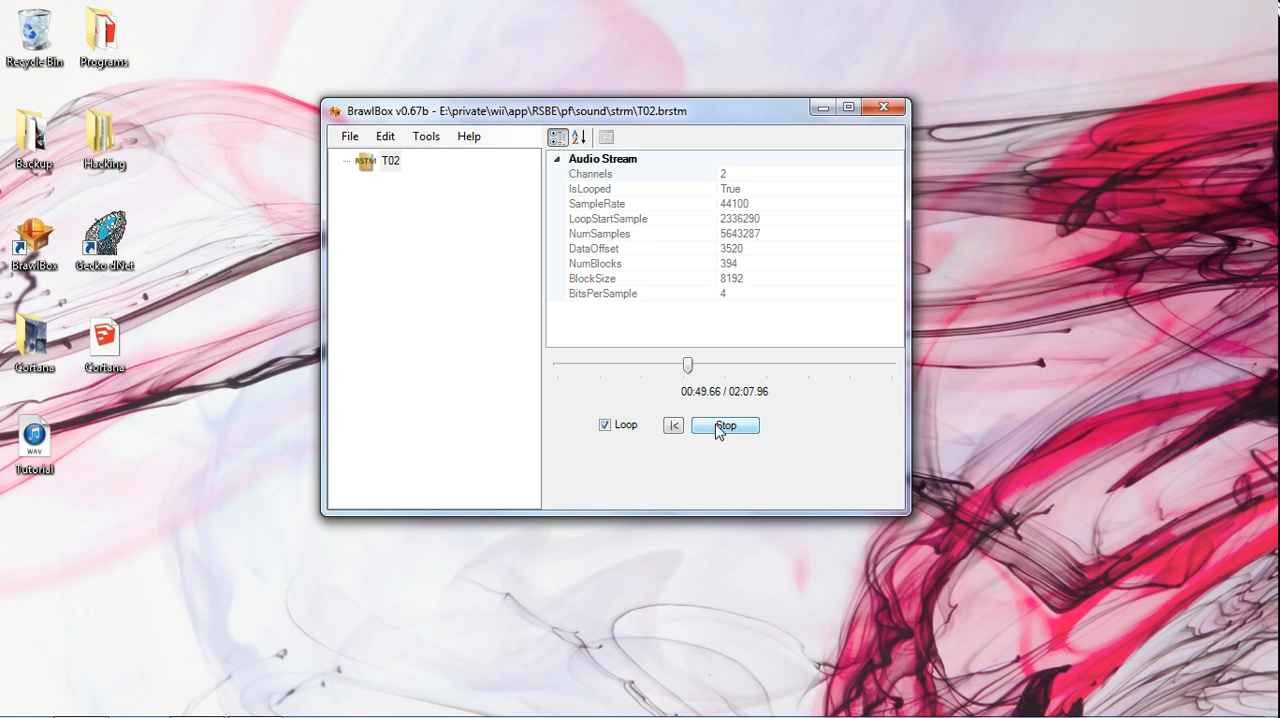 Recycle Bin
Programs
Backup
Hacking
BrawlBox
Gecko dNet
Cortana
Cortana
WAV
Tutorial
BrawlBox v0.67b - E:\private\wii\app\RSBE\pf\sound\strm\T02.brstm
File Edit Tools Help
RSTM T02
Audio Stream
Channels 2
IsLooped True
SampleRate 44100
LoopStartSample 2336290
NumSamples 5643287
DataOffset 3520
NumBlocks 394
BlockSize 8192
BitsPerSample 4
00:49.66 / 02:07.96
Loop |< Stop